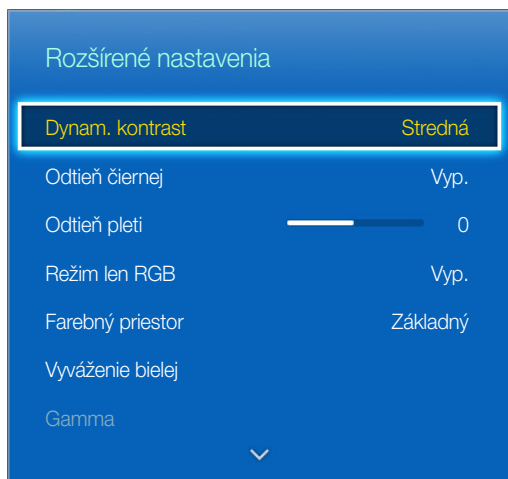 Rozšírené nastavenia
Dynam. kontrast Stredná
Odtieň čiernej Vyp.
Odtieň pleti 0
Režim len RGB Vyp.
Farebný priestor Základný
Vyváženie bielej
Gamma